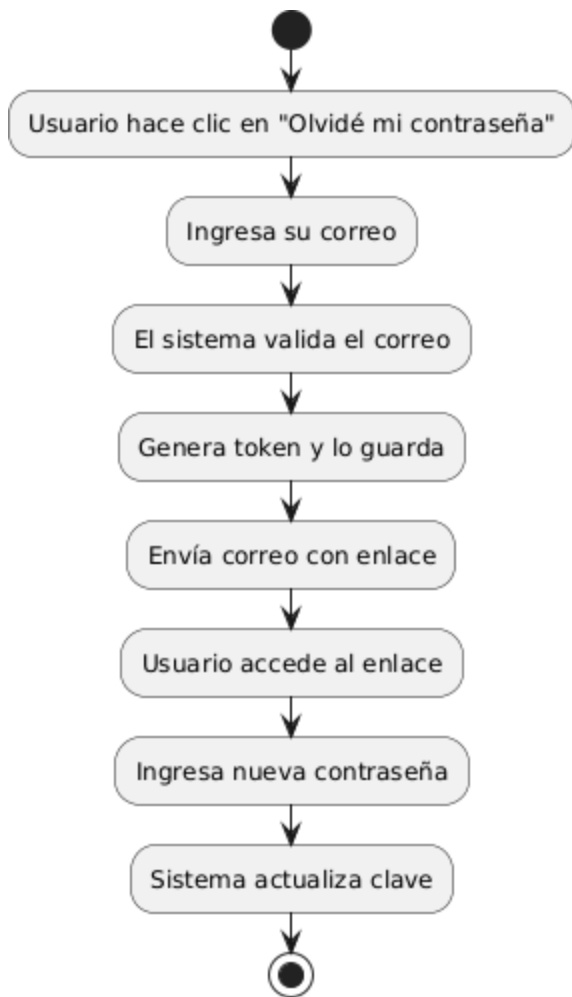 Usuario hace clic en "Olvidé mi contraseña"
Ingresa su correo
El sistema valida el correo
Genera token y lo guarda
Envía correo con enlace
Usuario accede al enlace
Ingresa nueva contraseña
Sistema actualiza clave